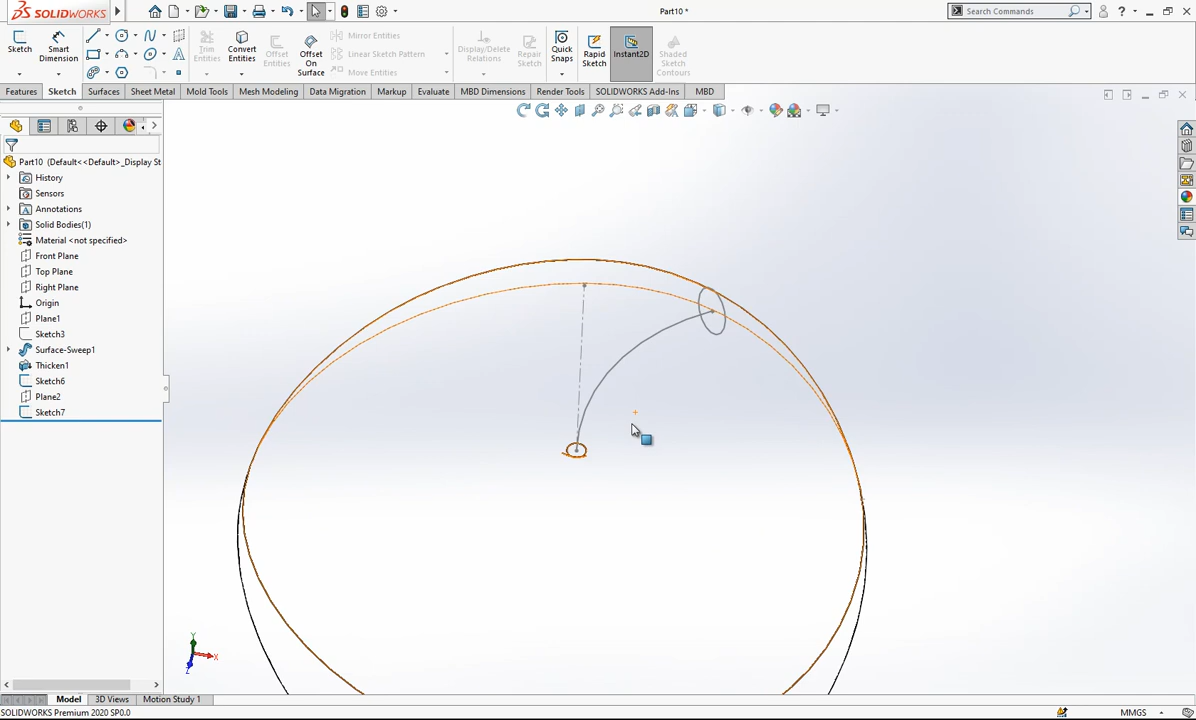 SOLIDWORKS
Part10 *
Search Commands
Sketch
Smart Dimension
Trim Entities
Convert Entities
Offset Entities
Offset On Surface
Mirror Entities
Linear Sketch Pattern
Move Entities
Display/Delete Relations
Repair Sketch
Quick Snaps
Rapid Sketch
Instant2D
Shaded Sketch Contours
Features Sketch Surfaces Sheet Metal Mold Tools Mesh Modeling Data Migration Markup Evaluate MBD Dimensions Render Tools SOLIDWORKS Add-Ins MBD
Part10 (Default<<Default>_Display St
History
Sensors
Annotations
Solid Bodies(1)
Material <not specified>
Front Plane
Top Plane
Right Plane
Origin
Plane1
Sketch3
Surface-Sweep1
Thicken1
Sketch6
Plane2
Sketch7
Y
X
Z
Model 3D Views Motion Study 1
SOLIDWORKS Premium 2020 SP0.0
MMGS